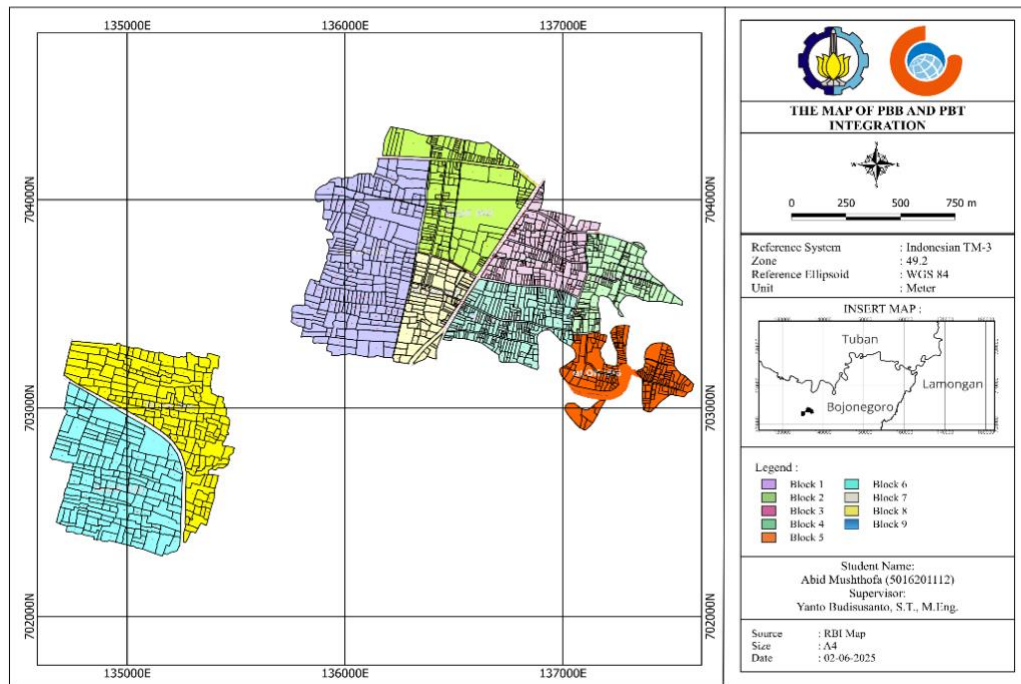 135000E
136000E
137000E
704000N
704000N
703000N
703000N
702000N
702000N
135000E
136000E
137000E
THE MAP OF PBB AND PBT
INTEGRATION
W E
0 250 500 750 m
Reference System : Indonesian TM-3
Zone : 49.2
Reference Ellipsoid : WGS 84
Unit : Meter
INSERT MAP :
Tuban
Lamongan
Bojonegoro
Legend :
Block 1 Block 6
Block 2 Block 7
Block 3 Block 8
Block 4 Block 9
Block 5
Student Name:
Abid Mushthofa (5016201112)
Supervisor:
Yanto Budisusanto, S.T., M.Eng.
Source : RBI Map
Size : A4
Date : 02-06-2025